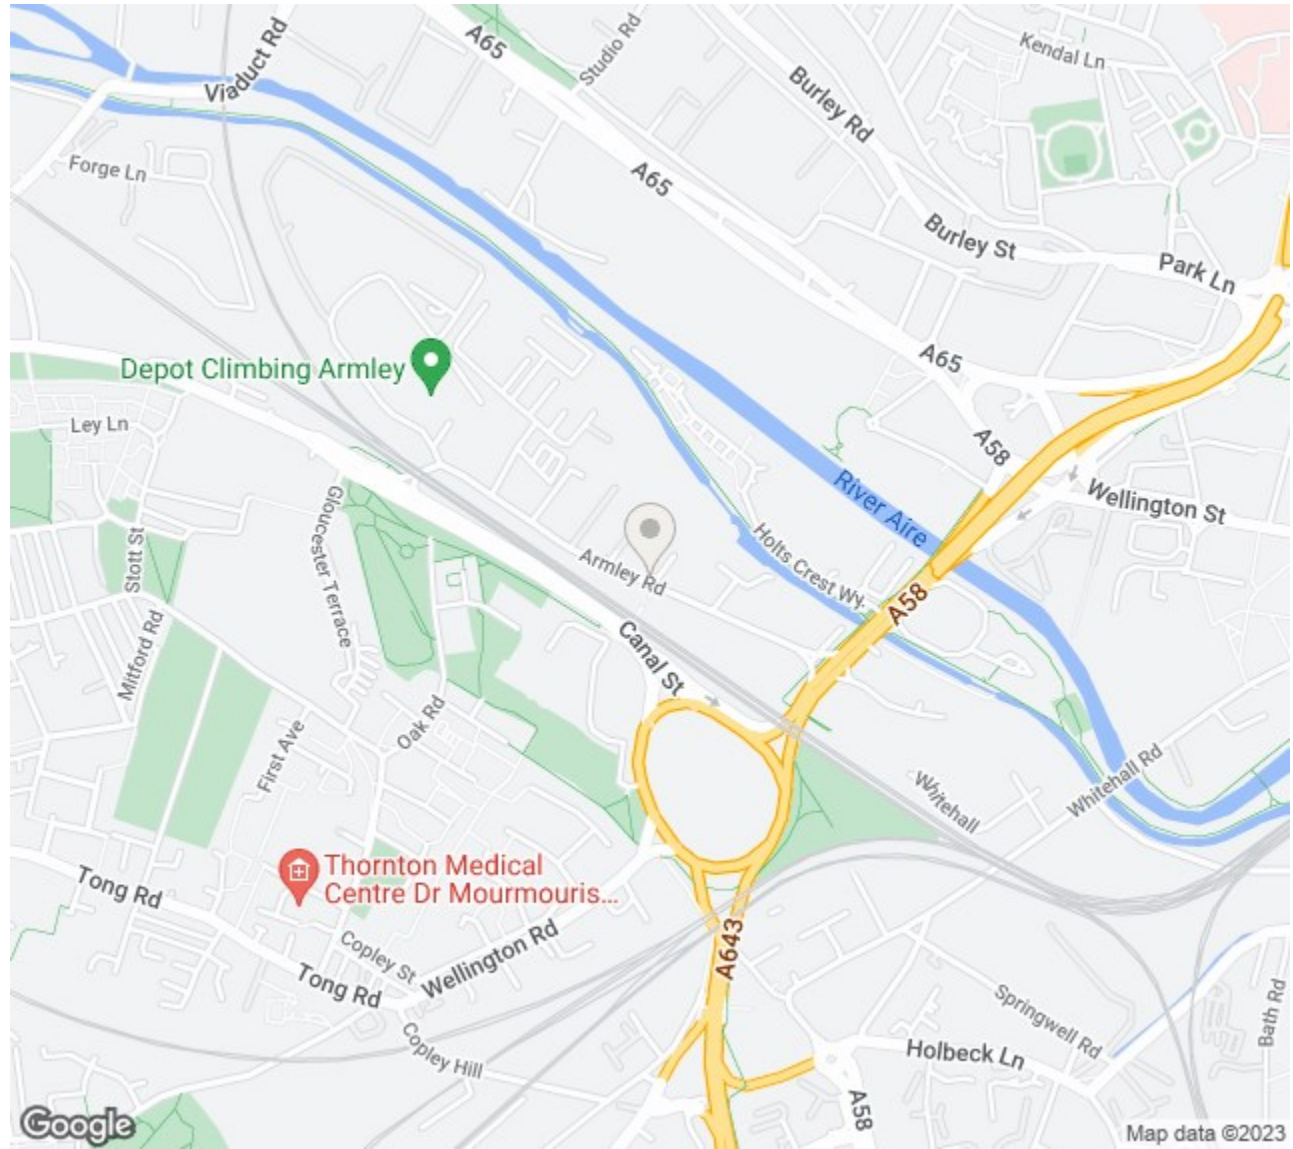 A65
Studio Rd
Kendal Ln
Viaduct Rd
Burley Rd
Forge Ln
A65
Burley St
Park Ln
A65
Depot Climbing Armley
Ley Ln
A58
River Aire
Wellington St
Gloucester Terrace
Stott St
Holts Crest Wy.
Armley Rd
A58
Mitford Rd
Canal St
Oak Rd
First Ave
Whitehall
Whitehall Rd
Thornton Medical
Centre Dr Mourmouris...
Tong Rd
Copley St
Wellington Rd
A643
Tong Rd
Springwell Rd
Bath Rd
Copley Hill
Holbeck Ln
A58
Google
Map data ©2023